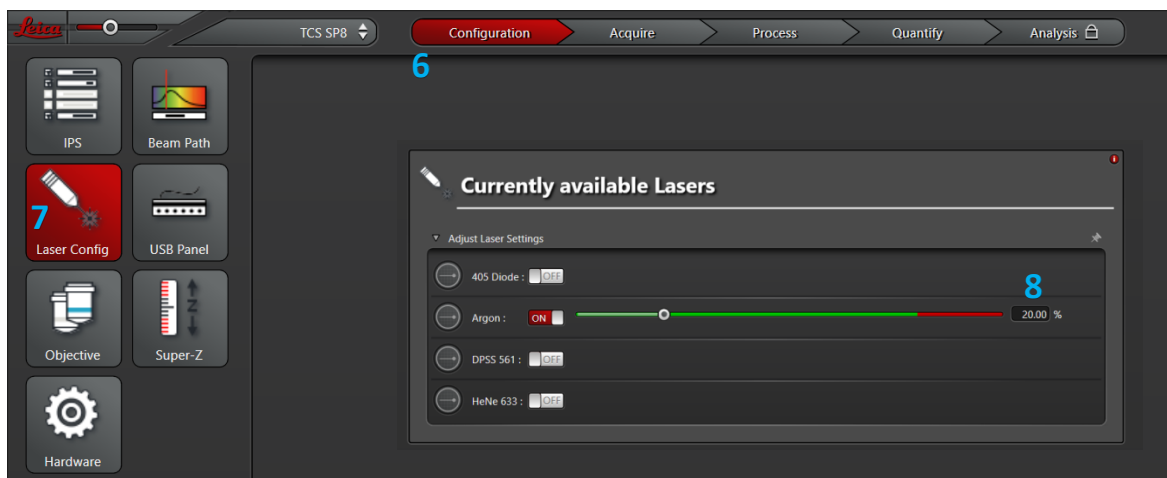 Leica
TCS SP8
Configuration
Acquire
Process
Quantify
Analysis
6
IPS
Beam Path
7
Laser Config
USB Panel
Objective
Z
Super-Z
Hardware
Currently available Lasers
Adjust Laser Settings
8
405 Diode : OFF
Argon : ON 20.00 %
DPSS 561 : OFF
HeNe 633 : OFF